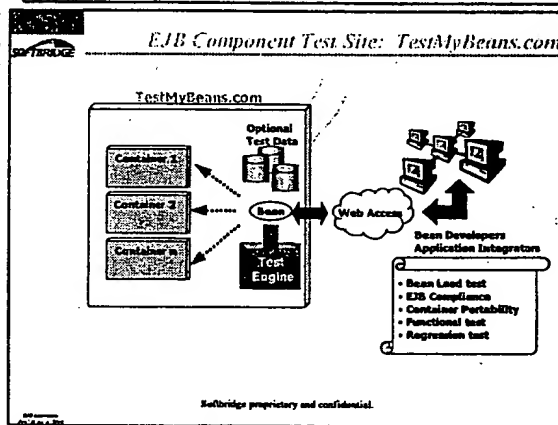 SOFTBRIDGE
EJB Component Test Site: TestMyBeans.com
TestMyBeans.com
Optional
Test Data
Container 1
Container 2
Container n
Bean
Test
Engine
Web Access
Bean Developers
Application Integrators
• Bean Load test
• EJB Compliance
• Container Portability
• Functional test
• Regression test
Softbridge proprietary and confidential.